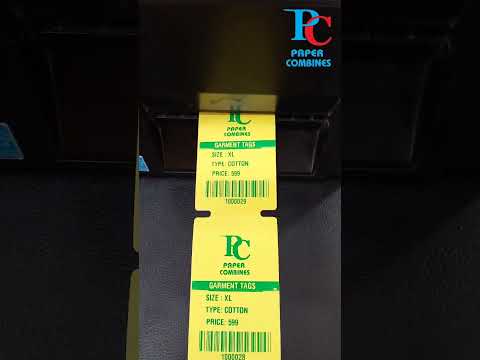 PC
PAPER
COMBINES
PC
PAPER
COMBINES
GARMENT TAGS
SIZE : XL
TYPE: COTTON
PRICE: 599
1000029
PC
PAPER
COMBINES
GARMENT TAGS
SIZE : XL
TYPE: COTTON
PRICE: 599
1000028